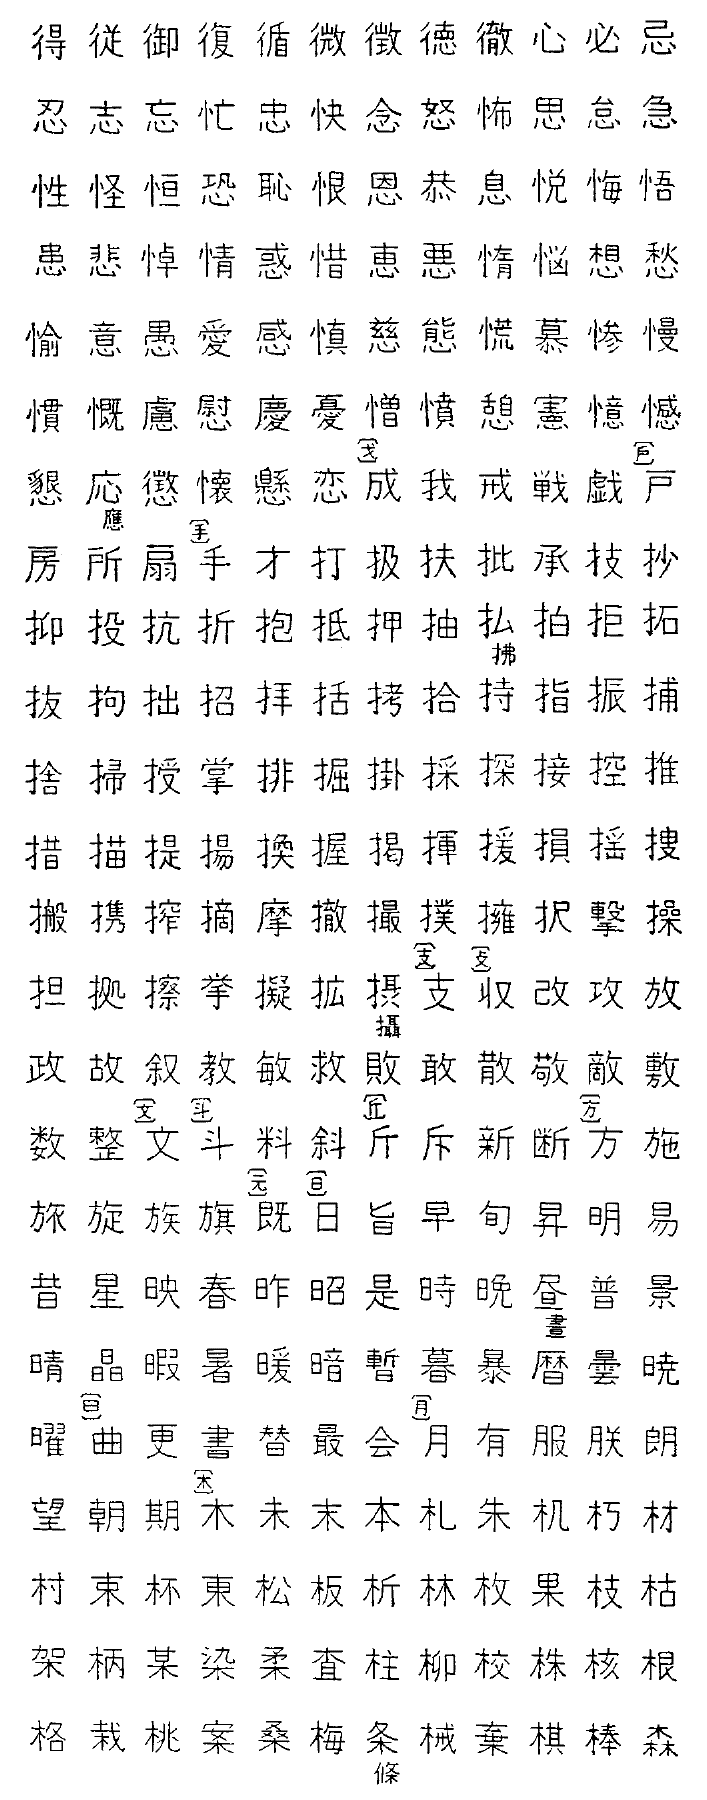 得 従 御 復 循 微 徴 徳 徹 心 必 忌
忍 志 忘 忙 忠 快 念 怒 怖 思 怠 急
性 怪 恒 恐 恥 恨 恩 恭 息 悦 悔 悟
患 悲 悼 情 惑 惜 恵 悪 惰 悩 想 愁
愉 意 愚 愛 感 慎 慈 態 慌 慕 惨 慢
慣 慨 慮 慰 慶 憂 憎 憤 憩 憲 憶 憾
〔戈〕 〔戸〕
懇 応 懲 懐 懸 恋 成 我 戒 戦 戯 戸
應 〔手〕
房 所 扇 手 才 打 扱 扶 批 承 技 抄
抑 投 抗 折 抱 抵 押 抽 払 拍 拒 拓
拂
抜 拘 拙 招 拝 括 拷 拾 持 指 振 捕
捨 掃 授 掌 排 掘 掛 採 探 接 控 推
措 描 提 揚 換 握 掲 揮 援 損 揺 捜
搬 携 搾 摘 摩 撤 撮 撲 擁 択 撃 操
〔支〕 〔攴〕
担 拠 擦 挙 擬 拡 摂 支 収 改 攻 放
攝
政 故 叙 教 敏 救 敗 敢 散 敬 敵 敷
〔文〕 〔斗〕 〔斤〕 〔方〕
数 整 文 斗 料 斜 斤 斥 新 断 方 施
〔无〕 〔日〕
旅 旋 族 旗 既 日 旨 早 旬 昇 明 易
昔 星 映 春 昨 昭 是 時 晩 昼 普 景
晝
晴 晶 暇 暑 暖 暗 暫 暮 暴 暦 曇 暁
〔曰〕 〔月〕
曜 曲 更 書 替 最 会 月 有 服 朕 朗
〔木〕
望 朝 期 木 未 末 本 札 朱 机 朽 材
村 束 杯 東 松 板 析 林 枚 果 枝 枯
架 柄 某 染 柔 査 柱 柳 校 株 核 根
格 栽 桃 案 桑 梅 条 械 棄 棋 棒 森
條